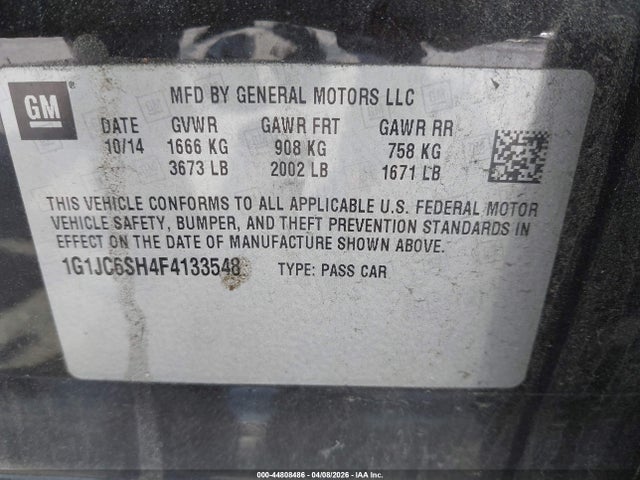 GM
MFD BY GENERAL MOTORS LLC
DATE GVWR GAWR FRT GAWR RR
10/14 1666 KG 908 KG 758 KG
3673 LB 2002 LB 1671 LB
THIS VEHICLE CONFORMS TO ALL APPLICABLE U.S. FEDERAL MOTOR
VEHICLE SAFETY, BUMPER, AND THEFT PREVENTION STANDARDS IN
EFFECT ON THE DATE OF MANUFACTURE SHOWN ABOVE.
1G1JC6SH4F4133548 TYPE: PASS CAR
000-44808486 - 04/08/2026 - IAA Inc.